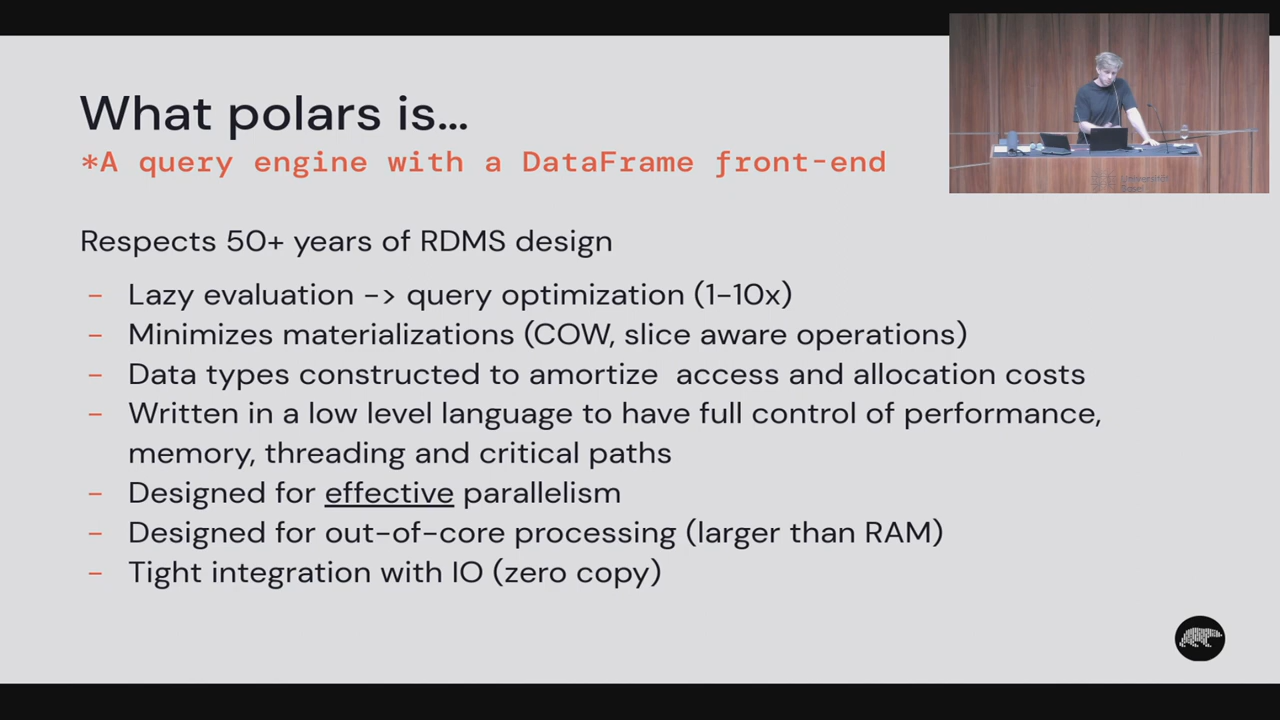 What polars is...
*A query engine with a DataFrame front-end
Respects 50+ years of RDMS design
- Lazy evaluation -> query optimization (1-10x)
- Minimizes materializations (COW, slice aware operations)
- Data types constructed to amortize  access and allocation costs
- Written in a low level language to have full control of performance,
memory, threading and critical paths
- Designed for effective parallelism
- Designed for out-of-core processing (larger than RAM)
- Tight integration with IO (zero copy)